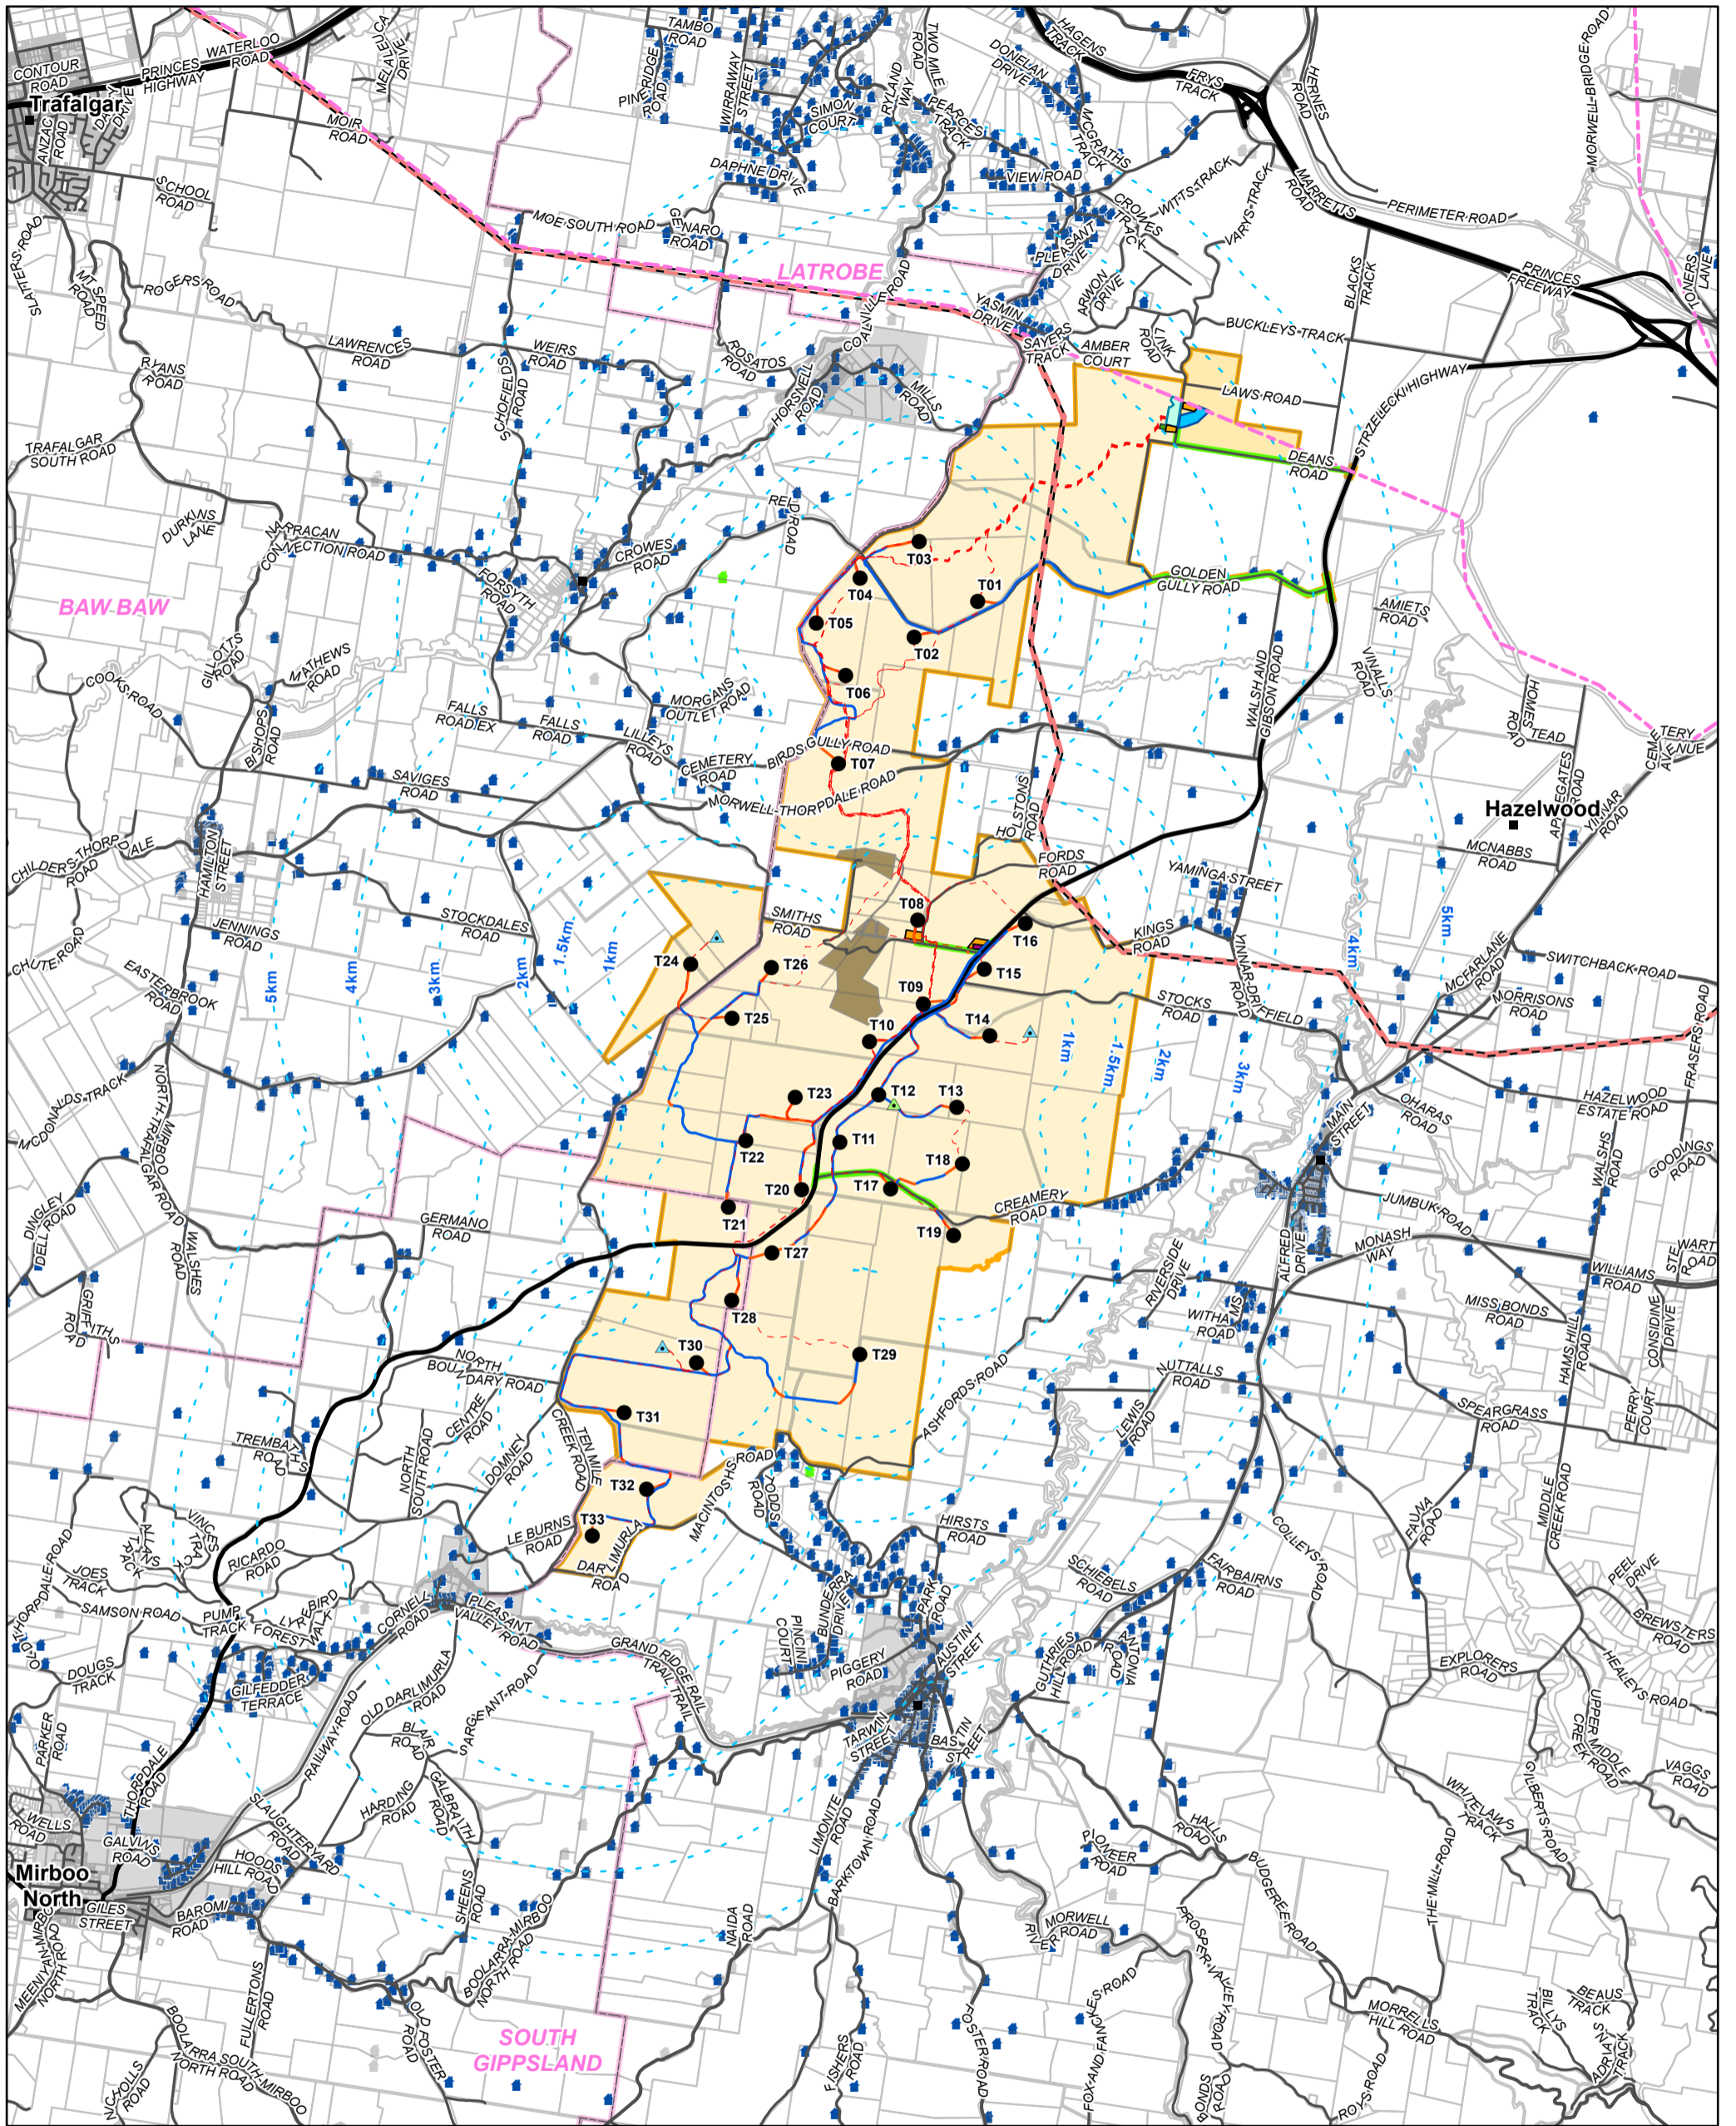 CONTOUR
ROAD
PRINCES
HIGHWAY
WATERLOO
ROAD
MELALEUCA
DRIVE
Trafalgar
ANZAC
ROAD
DAVEY
DRIVE
MOIR
ROAD
SCHOOL
ROAD
TAMBO
ROAD
PINERIDGE
ROAD
WIRRAWAY
STREET
SIMON
COURT
RYLAND
WAY
TWO MILE
ROAD
DONELAN
DRIVE
HAGENS
TRACK
FRYS
TRACK
HERNES
ROAD
MORWELL-BRIDGE-ROAD
PEARCES
TRACK
MCGRATHS
TRACK
DAPHNE DRIVE
VIEW ROAD
CROWES
TRACK
WITTS-TRACK
MARRETTS
ROAD
PERIMETER-ROAD
SLATTERS-ROAD
MT SPEED
ROAD
ROGERS ROAD
MOE SOUTH ROAD
GENNARO
ROAD
LATROBE
PLEASANT
DRIVE
VARYS-TRACK
ARWON
DRIVE
BLACKS
TRACK
PRINCES
FREEWAY
TONERS
LANE
COALVILLE ROAD
YASMIN
DRIVE
SAYERS
TRACK
AMBER
COURT
LINK
ROAD
BUCKLEYS-TRACK
RYANS
ROAD
LAWRENCES
ROAD
WEIRS
ROAD
SCHOFIELDS
ROAD
ROSATOS
ROAD
HORSNELL
ROAD
MILLS
ROAD
LAWS-ROAD
STRZELECKI HIGHWAY
DEANS
ROAD
TRAFALGAR
SOUTH ROAD
DURKINS
LANE
NARRACAN
CONNECTION ROAD
REID ROAD
CROWES
ROAD
FORSYTH
ROAD
T03
T04
T01
T05
T02
T06
GOLDEN
GULLY ROAD
AMIETS
ROAD
VINALLS
ROAD
BAW BAW
GILLOTTS
ROAD
MATHEWS
ROAD
COOKS ROAD
BISHOPS
ROAD
FALLS
ROAD EX
FALLS
ROAD
MORGANS
OUTLET ROAD
LILLEYS
ROAD
CEMETERY
ROAD
BIRDS GULLY ROAD
T07
MORWELL-THORPDALE ROAD
WALSH AND
GIBSON ROAD
HOMESTEAD
ROAD
CEMETERY
AVENUE
APPLEGATES
ROAD
YINNAR
ROAD
Hazelwood
MCNABBS
ROAD
SAVIGES
ROAD
HOLSTONS
ROAD
FORDS
ROAD
YAMINGA STREET
CHILDERS-THORPDALE
ROAD
HAMILTON
STREET
JENNINGS
ROAD
STOCKDALES
ROAD
SMITHS
ROAD
T08
T16
KINGS
ROAD
YINNAR-DRIFFIELD
ROAD
MCFARLANE
ROAD
SWITCHBACK-ROAD
MORRISONS
ROAD
CHUTE-ROAD
EASTERBROOK
ROAD
5km
4km
3km
2km
1.5km
1km
T24
T26
T25
T15
T09
T10
T14
STOCKS
ROAD
1km
1.5km
2km
3km
4km
5km
FRASERS ROAD
HAZELWOOD
ESTATE ROAD
MCDONALDS-TRACK
T23
T12
T13
T22
T11
T18
T20
T17
T21
T19
T27
CREAMERY
ROAD
MAIN
STREET
OHARAS
ROAD
WALSHS
ROAD
GOODINGS
ROAD
NORTH-TRAFALGAR ROAD
MIRBOO
DINGLEY
DELL ROAD
WALSHES
ROAD
GERMANO
ROAD
JUMBUK-ROAD
MONASH
WAY
ALFRED
DRIVE
WILLIAMS
ROAD
STEWART
ROAD
RIVERSIDE
DRIVE
WITHAMS
ROAD
MISS BONDS
ROAD
CONSIDINE
DRIVE
HAMS HILL
ROAD
GRIFFITHS
ROAD
T28
T30
T29
T31
T32
T33
NORTH
BOUNDARY ROAD
CENTRE
ROAD
NORTH
SOUTH ROAD
DOMNEY
ROAD
TEN MILE
CREEK ROAD
ASHFORDS ROAD
LEWIS
ROAD
NUTTALLS
ROAD
SPEARGRASS
ROAD
PERRY
COURT
TREMBATHS
ROAD
MACINTOSHS ROAD
TODDS
ROAD
LE BURNS
ROAD
DARLIMURLA
ROAD
HIRSTS
ROAD
SCHIEBELS
ROAD
COLLEYS-ROAD
FAIRBAIRNS
ROAD
FAUNA
ROAD
MIDDLE
CREEK ROAD
PEEL
DRIVE
BREWSTERS
ROAD
HEALEYS-ROAD
VINCES
TRACK
ALLANS
TRACK
RICARDO
ROAD
JOES
TRACK
SAMSON ROAD
OLD THORPDALE-ROAD
PUMP
TRACK
FOREST
LYREBIRD
WALK
CORNELL
ROAD
PLEASANT
VALLEY ROAD
GRAND RIDGE RAIL
TRAIL TRAIL
DOUGS
TRACK
GILFEDDER
TERRACE
PINCINI
COURT
BUNDERRA
DRIVE
PARK
ROAD
AUSTIN
STREET
PIGGERY
ROAD
GUTHRIES
HILL ROAD
ANTONIA
ROAD
EXPLORERS
ROAD
UPPER MIDDLE
CREEK ROAD
PARKER
ROAD
OLD DARLIMURLA
ROAD
RAILWAY ROAD
BLAIR
ROAD
SARGEANT-ROAD
TARWIN
STREET
BASTIN
STREET
THORPDALE
ROAD
WELLS
ROAD
GALVINS
ROAD
SLAUGHTERYARD
ROAD
HOODS
HILL ROAD
HARDING
ROAD
GALBRAITH
ROAD
LIMONITE
ROAD
BARKTOWN ROAD
PIONEER
ROAD
HALLS
ROAD
WHITELAWS
TRACK
GILBERTS-ROAD
VAGGS
ROAD
Mirboo
North
GILES
STREET
BAROMI
ROAD
SHEENS
ROAD
BOOLARRA-MIRBOO
NORTH ROAD
NAIDA
ROAD
MORWELL
RIVER ROAD
BUDGEREE-ROAD
THE MILL-ROAD
MEENIYAN-MIRBOO
NORTH ROAD
FULLERTONS
ROAD
OLD FOSTER
ROAD
BOOLARRA SOUTH-MIRBOO
NORTH ROAD
NICHOLLS
ROAD
SOUTH
GIPPSLAND
FISHERS
ROAD
FOSTER-ROAD
FOX-AND FANCKES-ROAD
PROSPER VALLEY-ROAD
BONDS
ROAD
MORRELLS
HILL ROAD
ROYS-ROAD
BILLYS
TRACK
BEAUS
TRACK
ADRIANS
TRACK